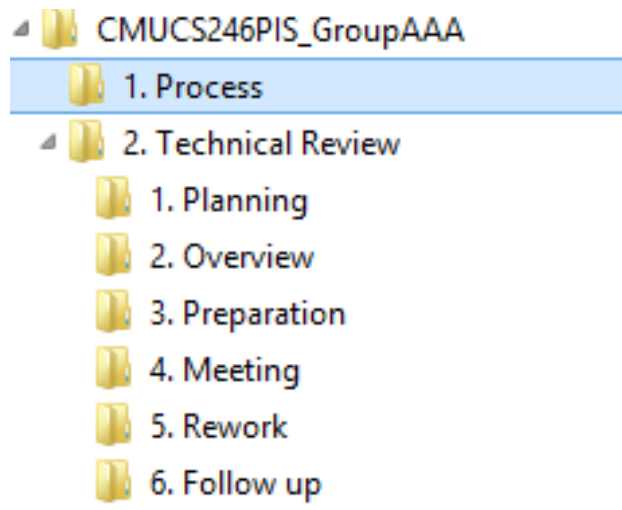 CMUCS246PIS_GroupAAA
1. Process
2. Technical Review
1. Planning
2. Overview
3. Preparation
4. Meeting
5. Rework
6. Follow up